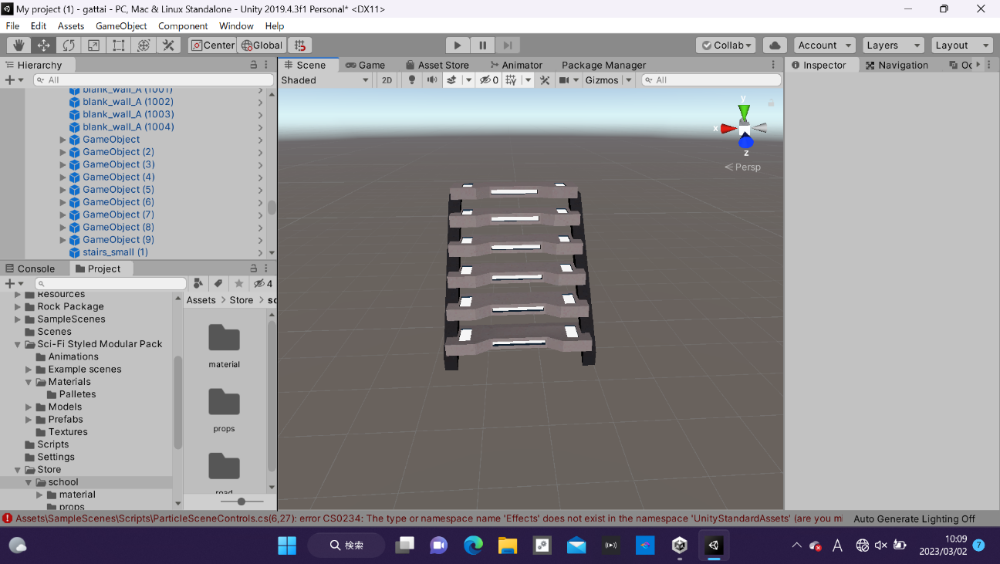 My project (1) - gattai - PC, Mac & Linux Standalone - Unity 2019.4.3f1 Personal* <DX11>
File Edit Assets GameObject Component Window Help
Center Global Collab Account Layers Layout
Hierarchy
All
blank_wall_A (1001)
blank_wall_A (1002)
blank_wall_A (1003)
blank_wall_A (1004)
GameObject
GameObject (2)
GameObject (3)
GameObject (4)
GameObject (5)
GameObject (6)
GameObject (7)
GameObject (8)
GameObject (9)
stairs_small (1)
Scene Game Asset Store Animator Package Manager
Shaded 2D 0 Gizmos All
y
x
z
Persp
Inspector Navigation Oc
Console Project
4
Resources
Rock Package
SampleScenes
Scenes
Sci-Fi Styled Modular Pack
Animations
Example scenes
Materials
Palletes
Models
Prefabs
Textures
Scripts
Settings
Store
school
material
props
Assets > Store > sc
material
props
road
Assets\SampleScenes\Scripts\ParticleSceneControls.cs(6,27): error CS0234: The type or namespace name 'Effects' does not exist in the namespace 'UnityStandardAssets' (are you mi
Auto Generate Lighting Off
検索
A
10:09
2023/03/02
7